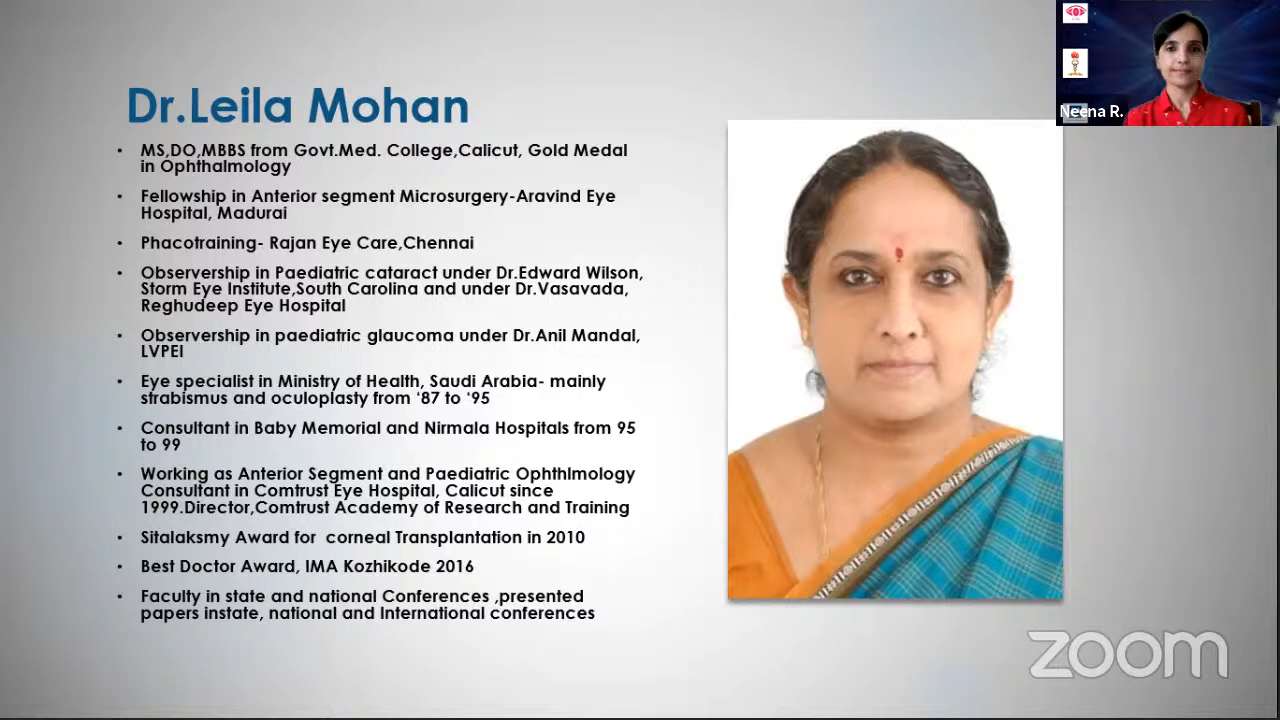 Dr.Leila Mohan
• MS,DO,MBBS from Govt.Med. College,Calicut, Gold Medal
in Ophthalmology
• Fellowship in Anterior segment Microsurgery-Aravind Eye
Hospital, Madurai
• Phacotraining- Rajan Eye Care,Chennai
• Observership in Paediatric cataract under Dr.Edward Wilson,
Storm Eye Institute,South Carolina and under Dr.Vasavada,
Reghudeep Eye Hospital
• Observership in paediatric glaucoma under Dr.Anil Mandal,
LVPEI
• Eye specialist in Ministry of Health, Saudi Arabia- mainly
strabismus and oculoplasty from ‘87 to ‘95
• Consultant in Baby Memorial and Nirmala Hospitals from 95
to 99
• Working as Anterior Segment and Paediatric Ophthlmology
Consultant in Comtrust Eye Hospital, Calicut since
1999.Director,Comtrust Academy of Research and Training
• Sitalaksmy Award for  corneal Transplantation in 2010
• Best Doctor Award, IMA Kozhikode 2016
• Faculty in state and national Conferences ,presented
papers instate, national and International conferences
Neena R.
zoom